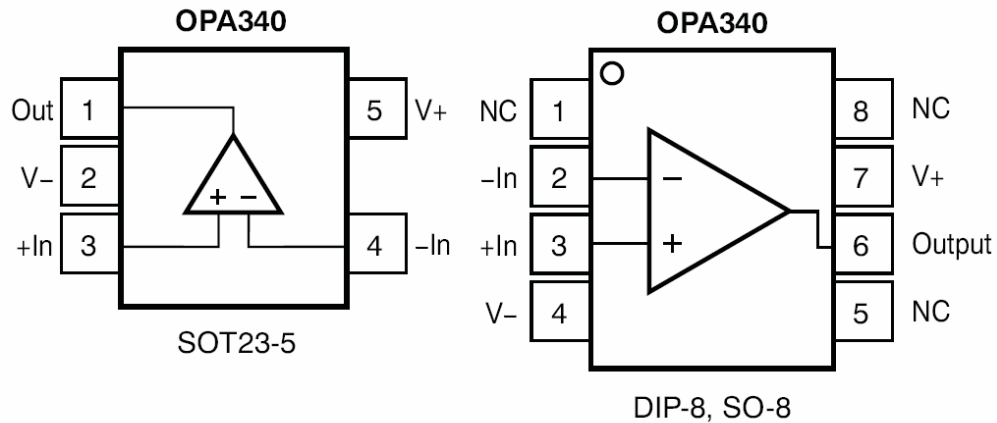 OPA340
Out 1 5 V+
V− 2
+In 3 4 −In
+ −
SOT23-5
OPA340
NC 1 8 NC
−In 2 − 7 V+
+In 3 + 6 Output
V− 4 5 NC
DIP-8, SO-8